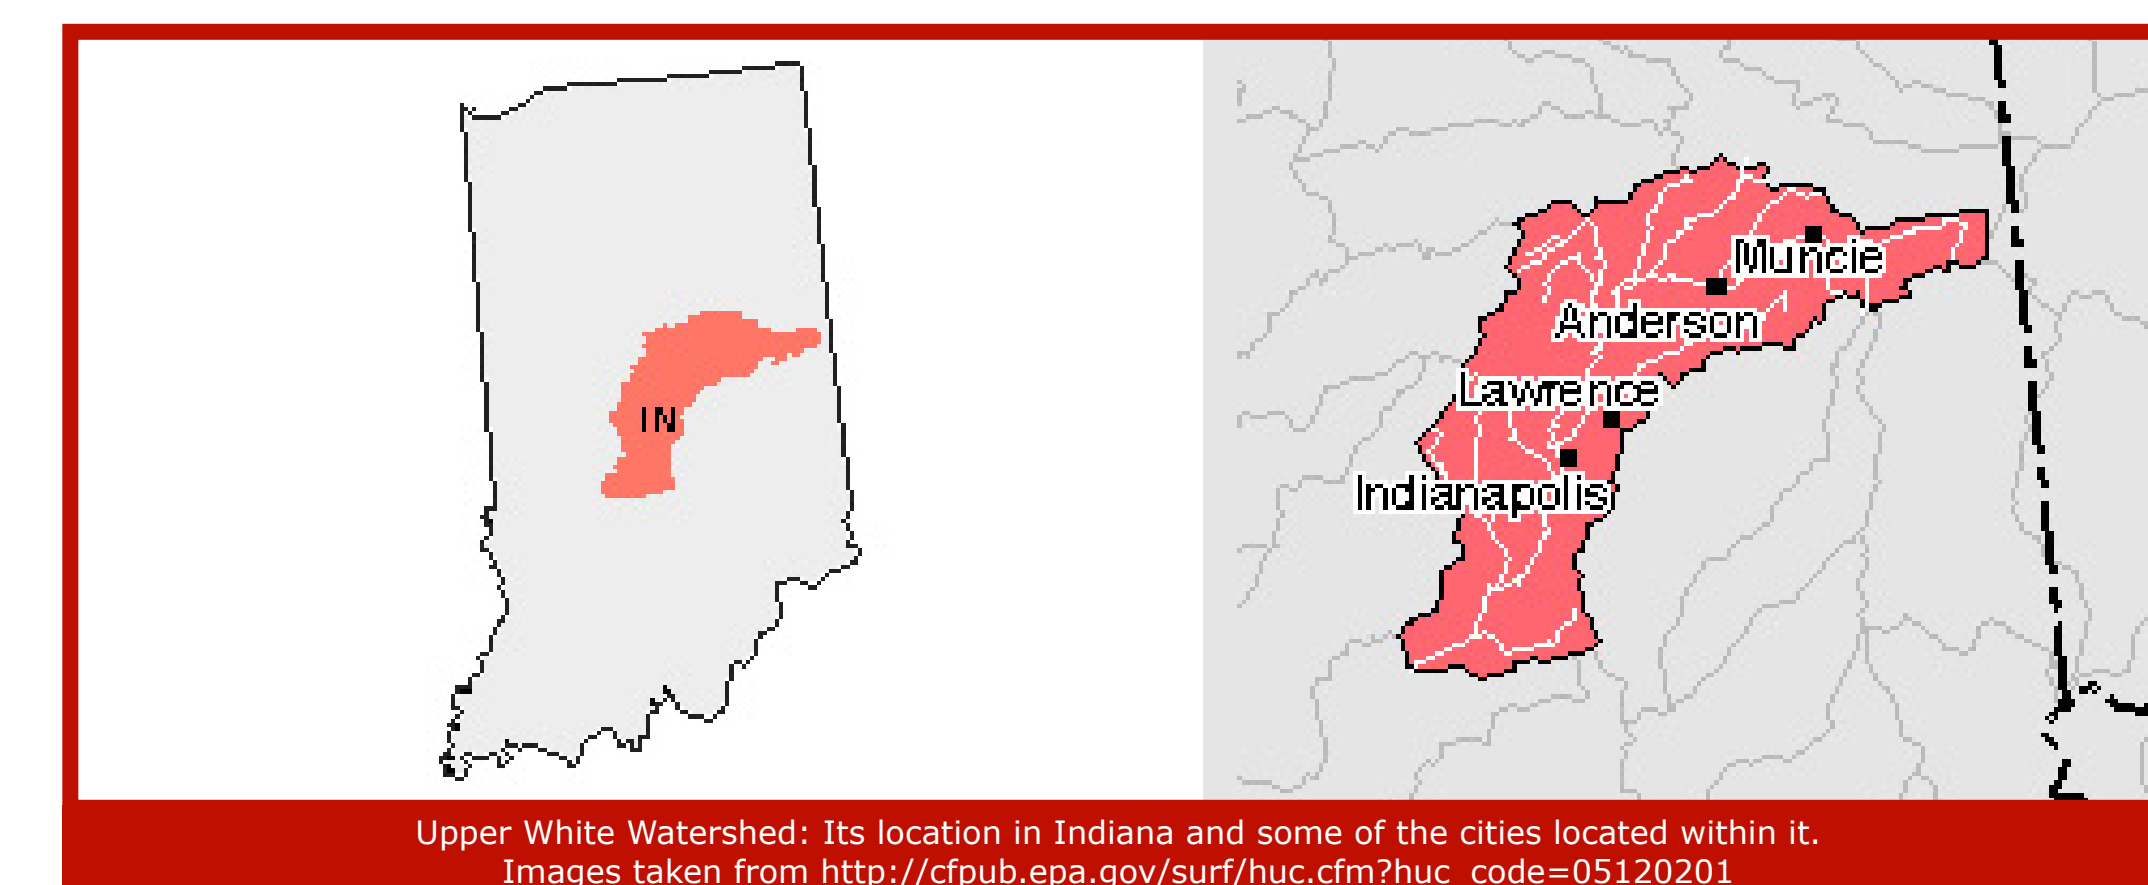 IN
Muncie
Anderson
Lawrence
Indianapolis
Upper White Watershed: Its location in Indiana and some of the cities located within it.
Images taken from http://cfpub.epa.gov/surf/huc.cfm?huc_code=05120201